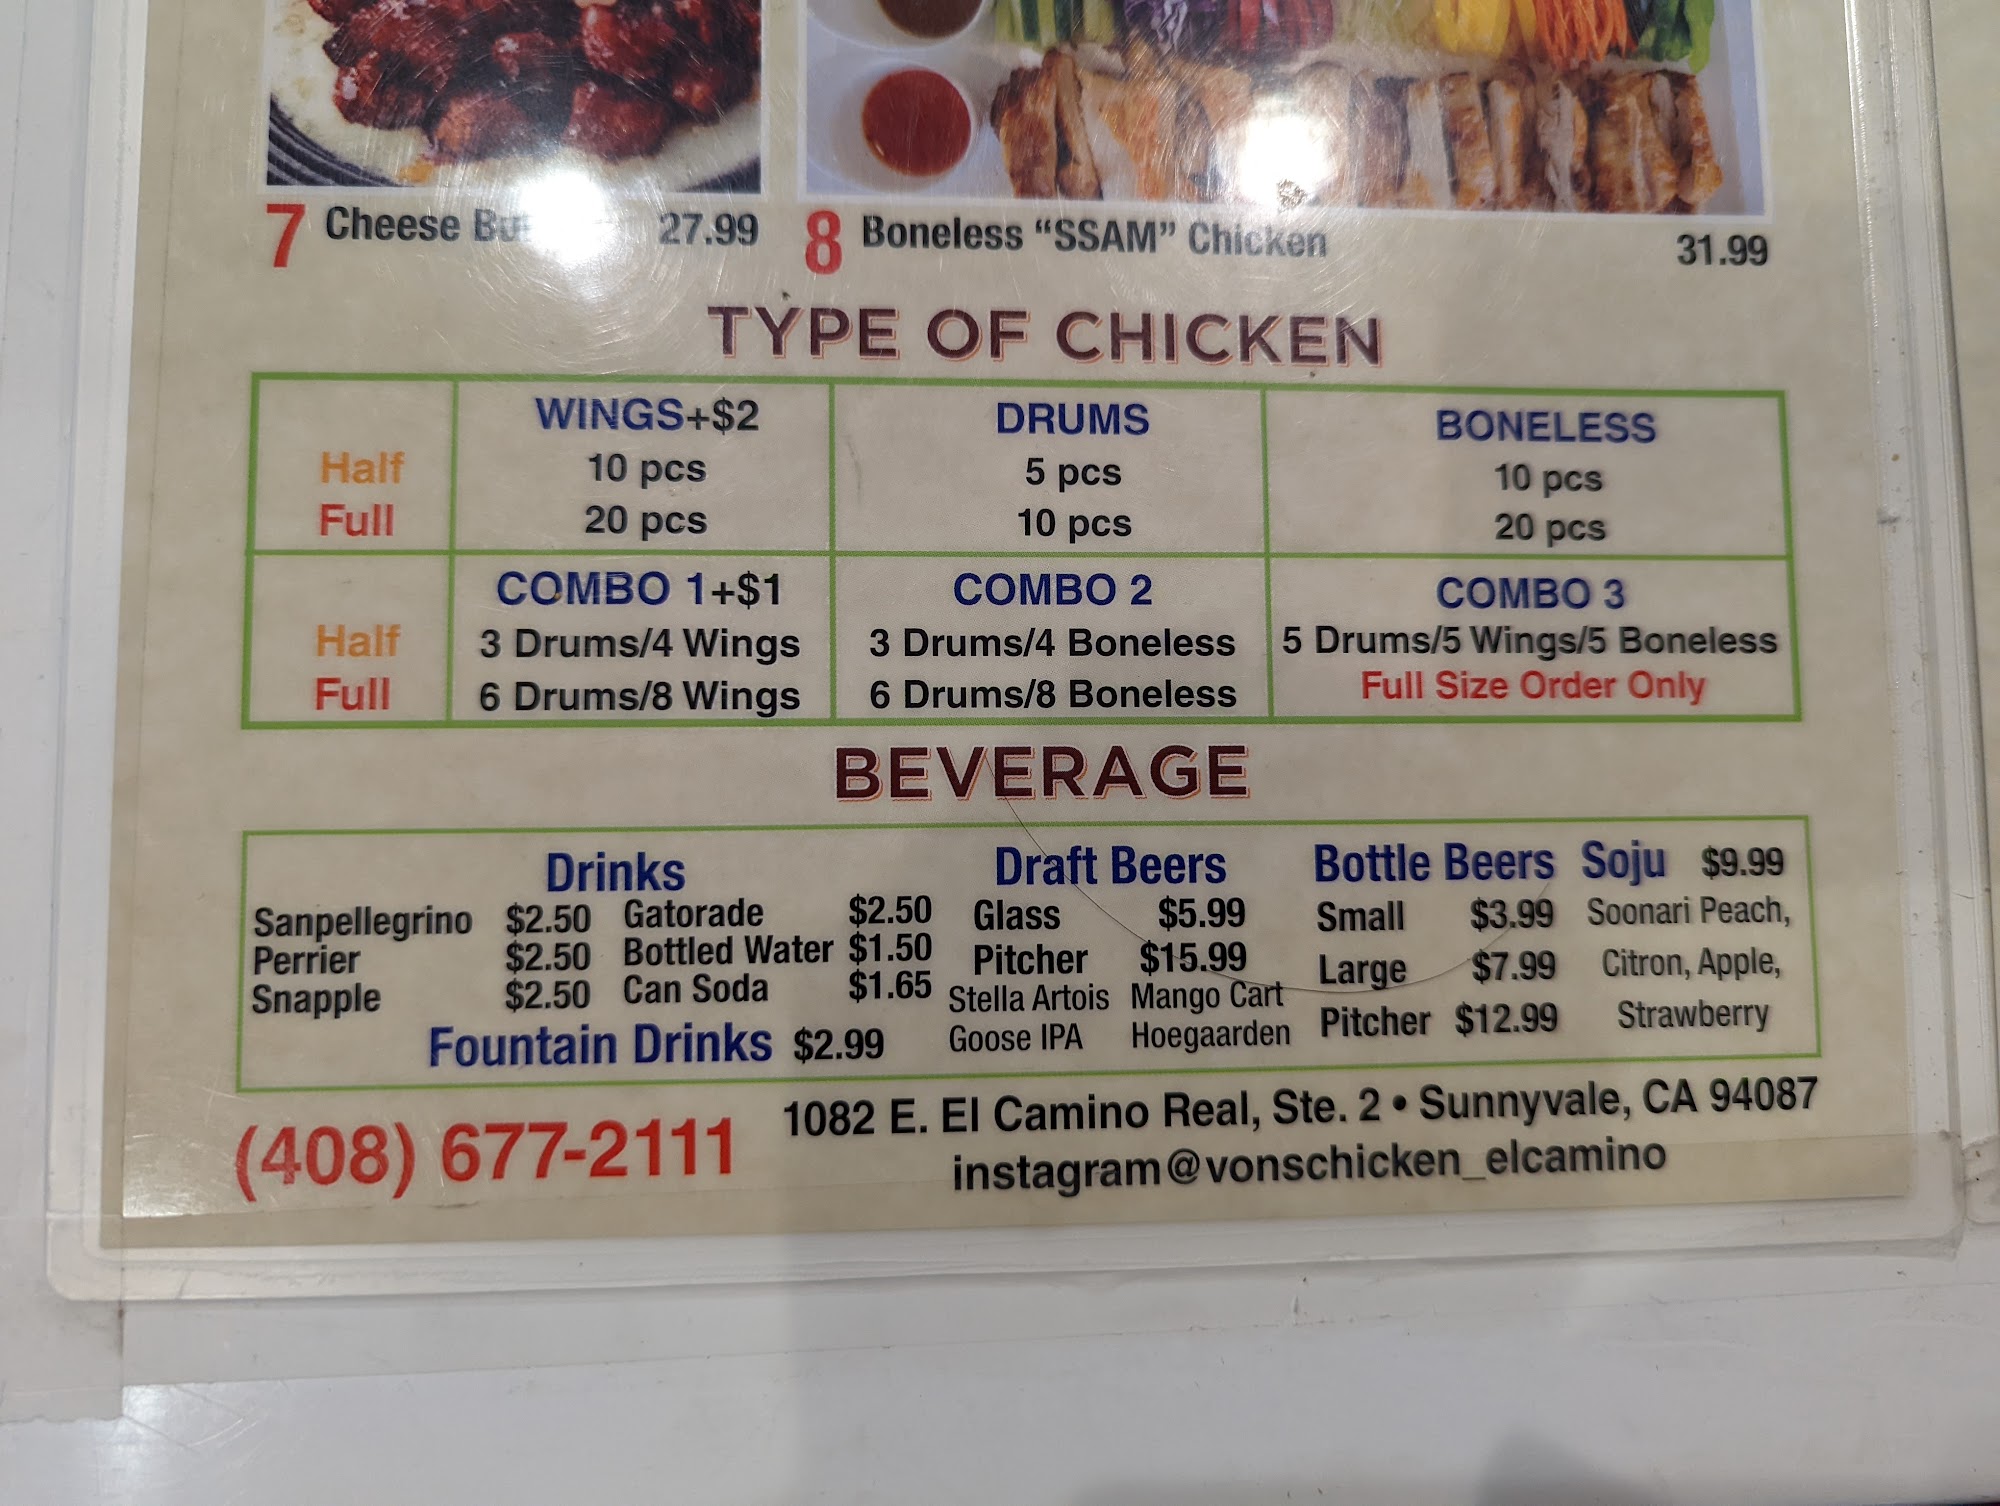 7 Cheese 27.99
8 Boneless "SSAM" Chicken 31.99
TYPE OF CHICKEN
WINGS+$2 DRUMS BONELESS
Half 10 pcs 5 pcs 10 pcs
Full 20 pcs 10 pcs 20 pcs
COMBO 1+$1 COMBO 2 COMBO 3
Half 3 Drums/4 Wings 3 Drums/4 Boneless 5 Drums/5 Wings/5 Boneless
Full 6 Drums/8 Wings 6 Drums/8 Boneless Full Size Order Only
BEVERAGE
Drinks
Sanpellegrino $2.50 Gatorade $2.50
Perrier $2.50 Bottled Water $1.50
Snapple $2.50 Can Soda $1.65
Fountain Drinks $2.99
Draft Beers
Glass $5.99
Pitcher $15.99
Stella Artois Mango Cart
Goose IPA Hoegaarden
Bottle Beers
Small $3.99
Large $7.99
Pitcher $12.99
Soju $9.99
Soonari Peach,
Citron, Apple,
Strawberry
(408) 677-2111
1082 E. El Camino Real, Ste. 2 • Sunnyvale, CA 94087
instagram@vonschicken_elcamino